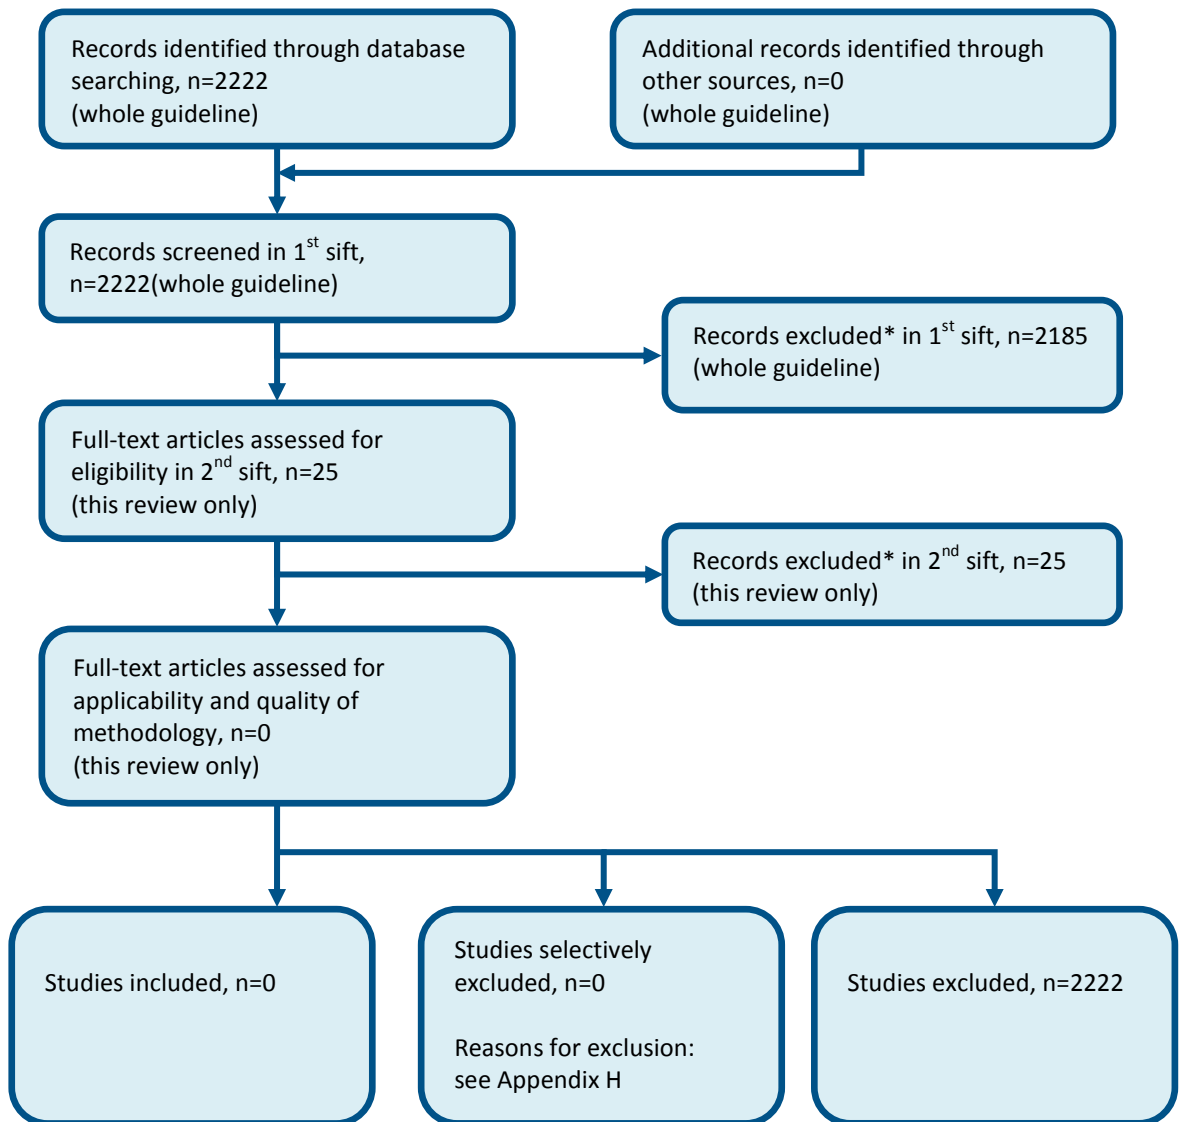 Records identified through database
searching, n=2222
(whole guideline)
Additional records identified through
other sources, n=0
(whole guideline)
Records screened in 1st sift,
n=2222(whole guideline)
Records excluded* in 1st sift, n=2185
(whole guideline)
Full-text articles assessed for
eligibility in 2nd sift, n=25
(this review only)
Records excluded* in 2nd sift, n=25
(this review only)
Full-text articles assessed for
applicability and quality of
methodology, n=0
(this review only)
Studies included, n=0
Studies selectively
excluded, n=0
Reasons for exclusion:
see Appendix H
Studies excluded, n=2222